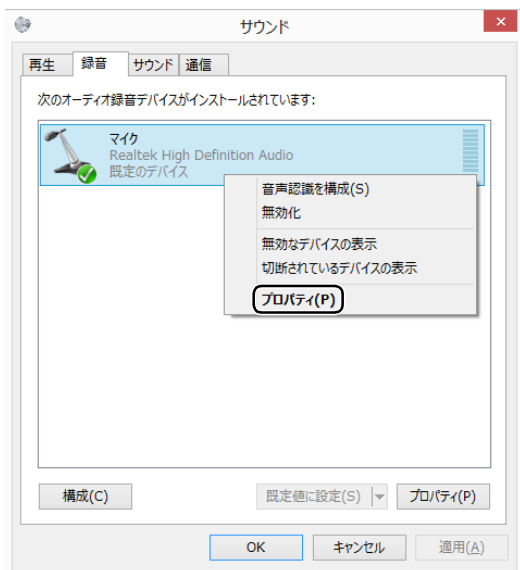 サウンド
再生 録音 サウンド 通信
次のオーディオ録音デバイスがインストールされています:
マイク
Realtek High Definition Audio
既定のデバイス
音声認識を構成(S)
無効化
無効なデバイスの表示
切断されているデバイスの表示
プロパティ(P)
構成(C) 既定値に設定(S) プロパティ(P)
OK キャンセル 適用(A)